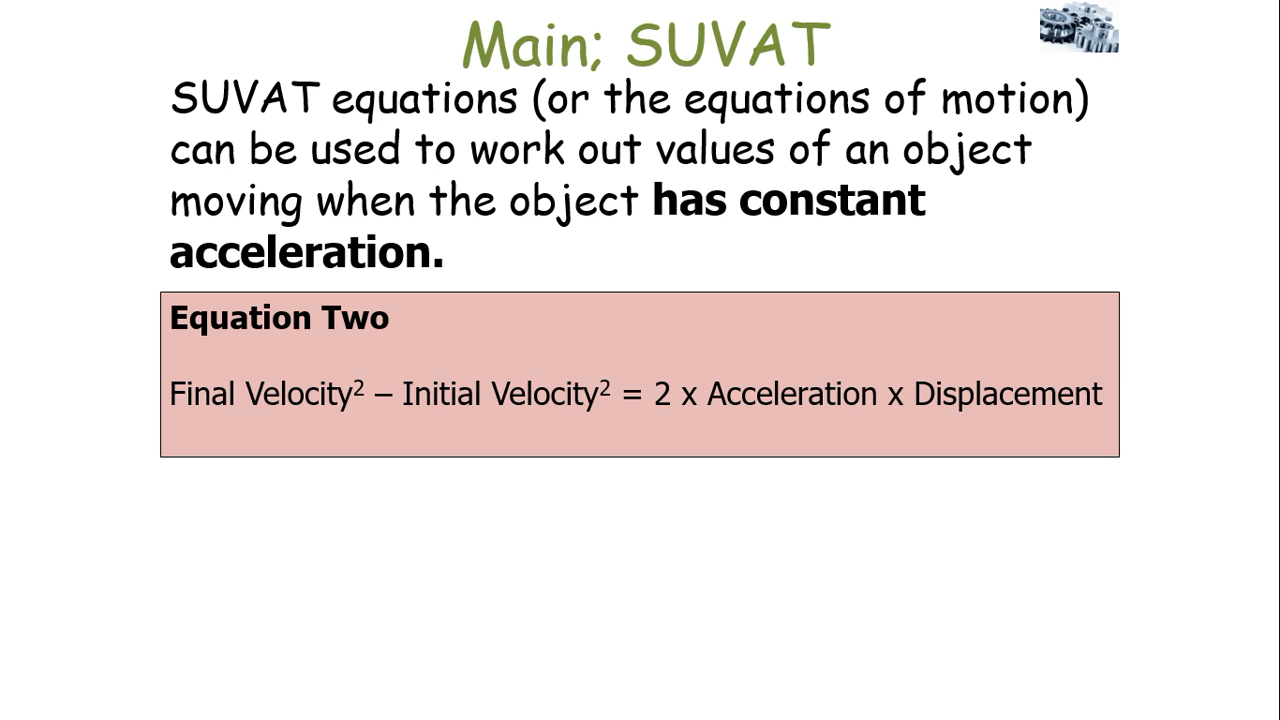 Main; SUVAT
SUVAT equations (or the equations of motion)
can be used to work out values of an object
moving when the object has constant
acceleration.
Equation Two
Final Velocity² – Initial Velocity² = 2 x Acceleration x Displacement